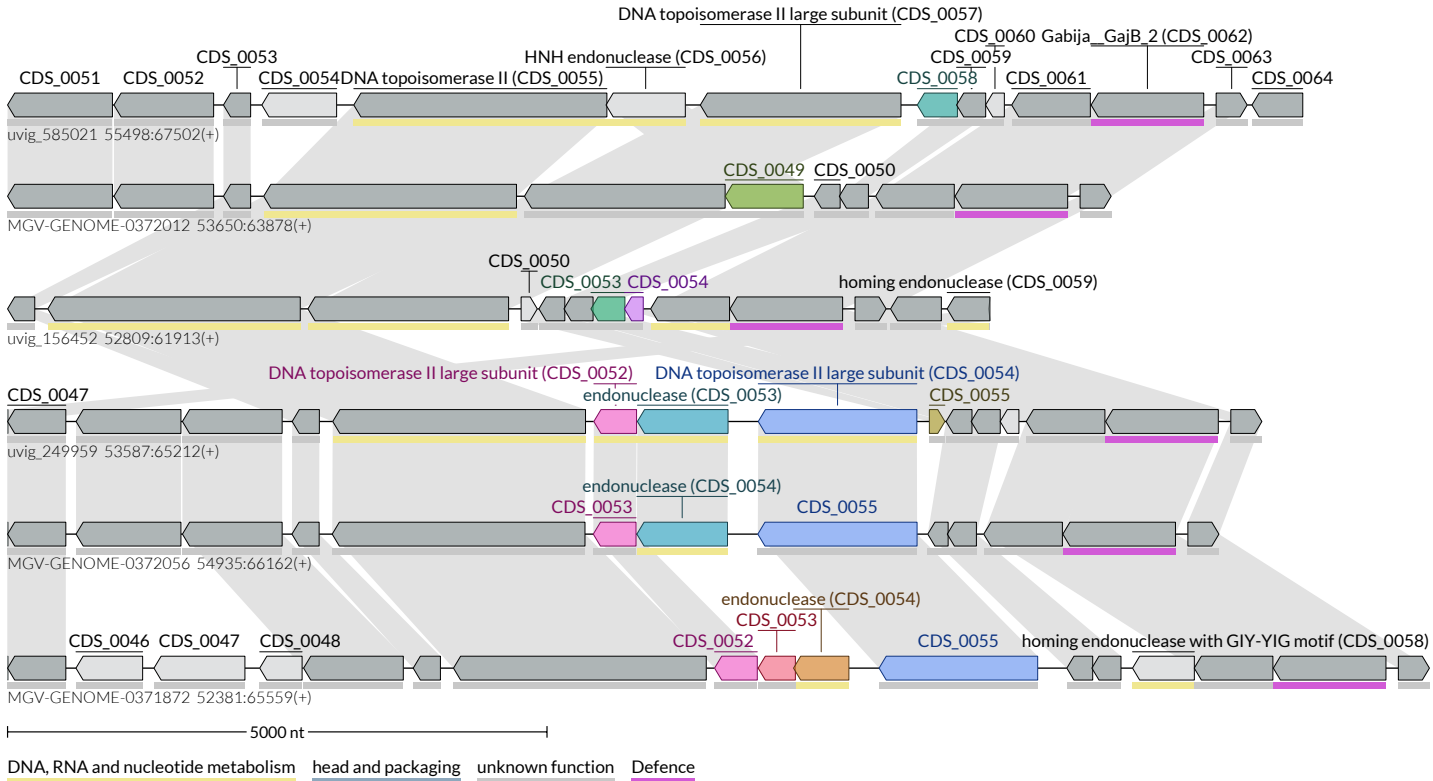 DNA topoisomerase II large subunit (CDS_0057)
CDS_0060 Gabija__GajB_2 (CDS_0062)
CDS_0053 HNH endonuclease (CDS_0056) CDS_0059 CDS_0063
CDS_0051 CDS_0052 CDS_0054 DNA topoisomerase II (CDS_0055) CDS_0058 CDS_0061 CDS_0064
uvig_585021 55498:67502(+)
CDS_0049 CDS_0050
MGV-GENOME-0372012 53650:63878(+)
CDS_0050
CDS_0053 CDS_0054 homing endonuclease (CDS_0059)
uvig_156452 52809:61913(+)
DNA topoisomerase II large subunit (CDS_0052) DNA topoisomerase II large subunit (CDS_0054)
CDS_0047 endonuclease (CDS_0053) CDS_0055
uvig_249959 53587:65212(+)
endonuclease (CDS_0054)
CDS_0053 CDS_0055
MGV-GENOME-0372056 54935:66162(+)
endonuclease (CDS_0054)
CDS_0053
CDS_0046 CDS_0047 CDS_0048 CDS_0052 CDS_0055 homing endonuclease with GIY-YIG motif (CDS_0058)
MGV-GENOME-0371872 52381:65559(+)
5000 nt
DNA, RNA and nucleotide metabolism head and packaging unknown function Defence